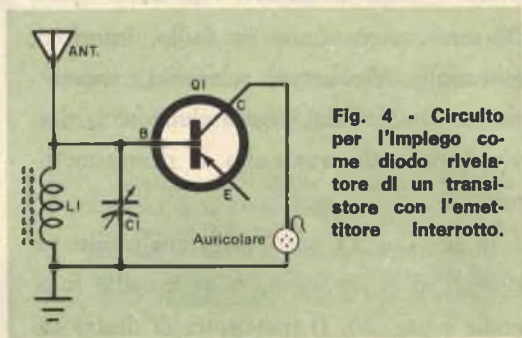 ANT.
Q1
B
C
E
L1
C1
Auricolare
Fig. 4 - Circuito
per l'impiego co-
me diodo rivela-
tore di un transi-
store con l'emet-
titore interrotto.